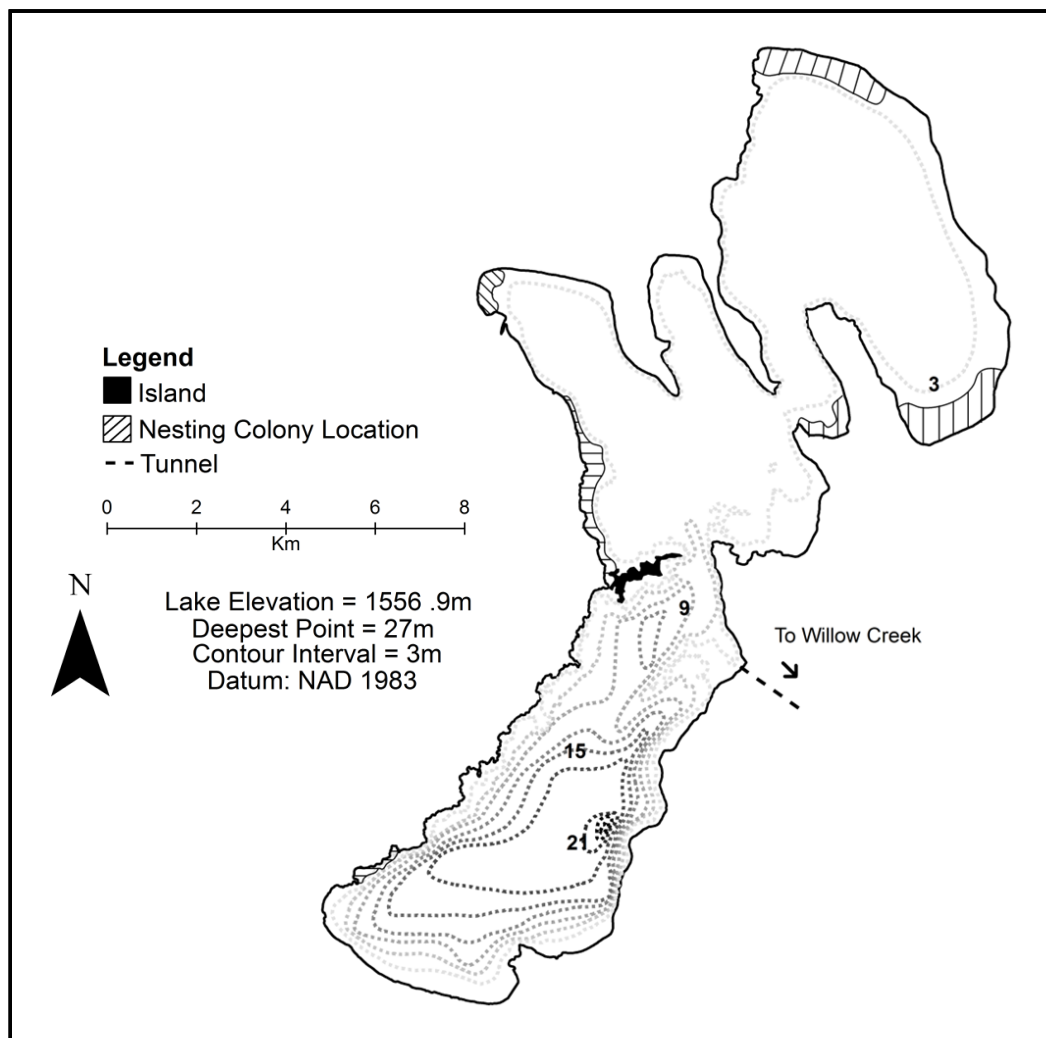 Legend
Island
Nesting Colony Location
Tunnel
0 2 4 6 8
Km
N
Lake Elevation = 1556 .9m
Deepest Point = 27m
Contour Interval = 3m
Datum: NAD 1983
3
9
To Willow Creek
15
21